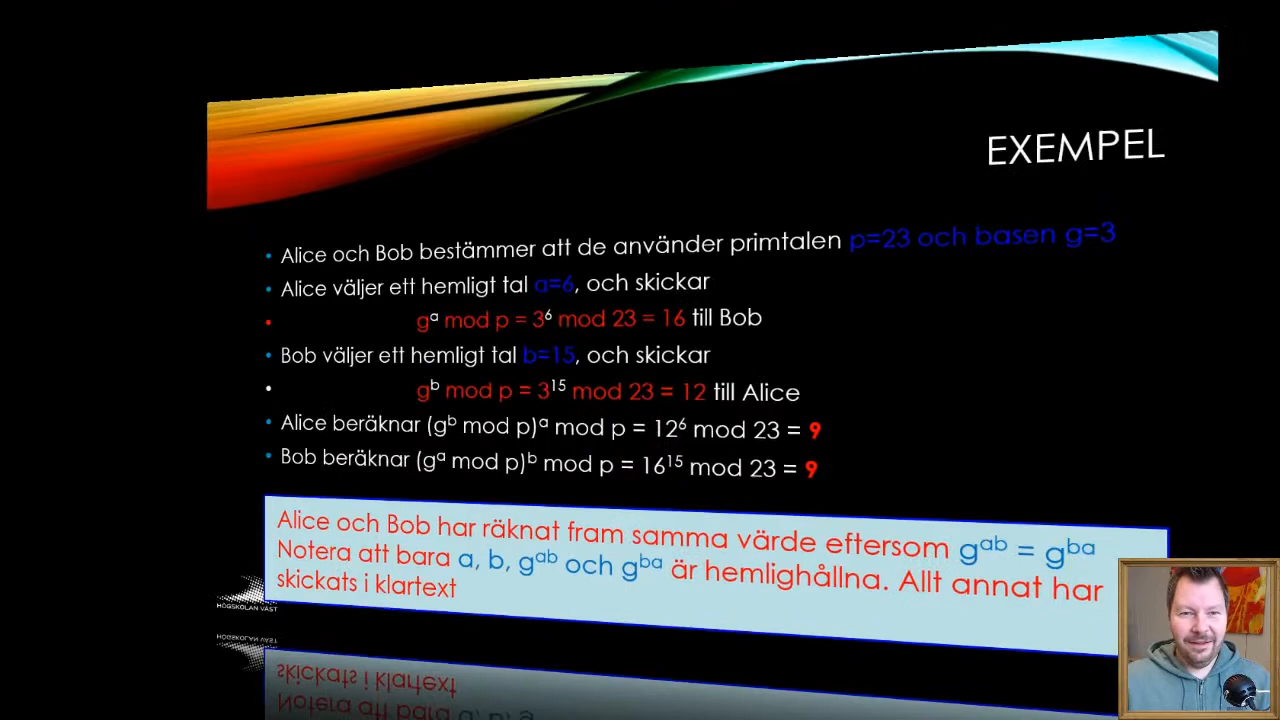 EXEMPEL
• Alice och Bob bestämmer att de använder primtalen p=23 och basen g=3
• Alice väljer ett hemligt tal a=6, och skickar
• gᵃ mod p = 3⁶ mod 23 = 16 till Bob
• Bob väljer ett hemligt tal b=15, och skickar
• gᵇ mod p = 3¹⁵ mod 23 = 12 till Alice
• Alice beräknar (gᵇ mod p)ᵃ mod p = 12⁶ mod 23 = 9
• Bob beräknar (gᵃ mod p)ᵇ mod p = 16¹⁵ mod 23 = 9
Alice och Bob har räknat fram samma värde eftersom gᵃᵇ = gᵇᵃ
Notera att bara a, b, gᵃᵇ och gᵇᵃ är hemlighållna. Allt annat har
skickats i klartext
HÖGSKOLAN VÄST